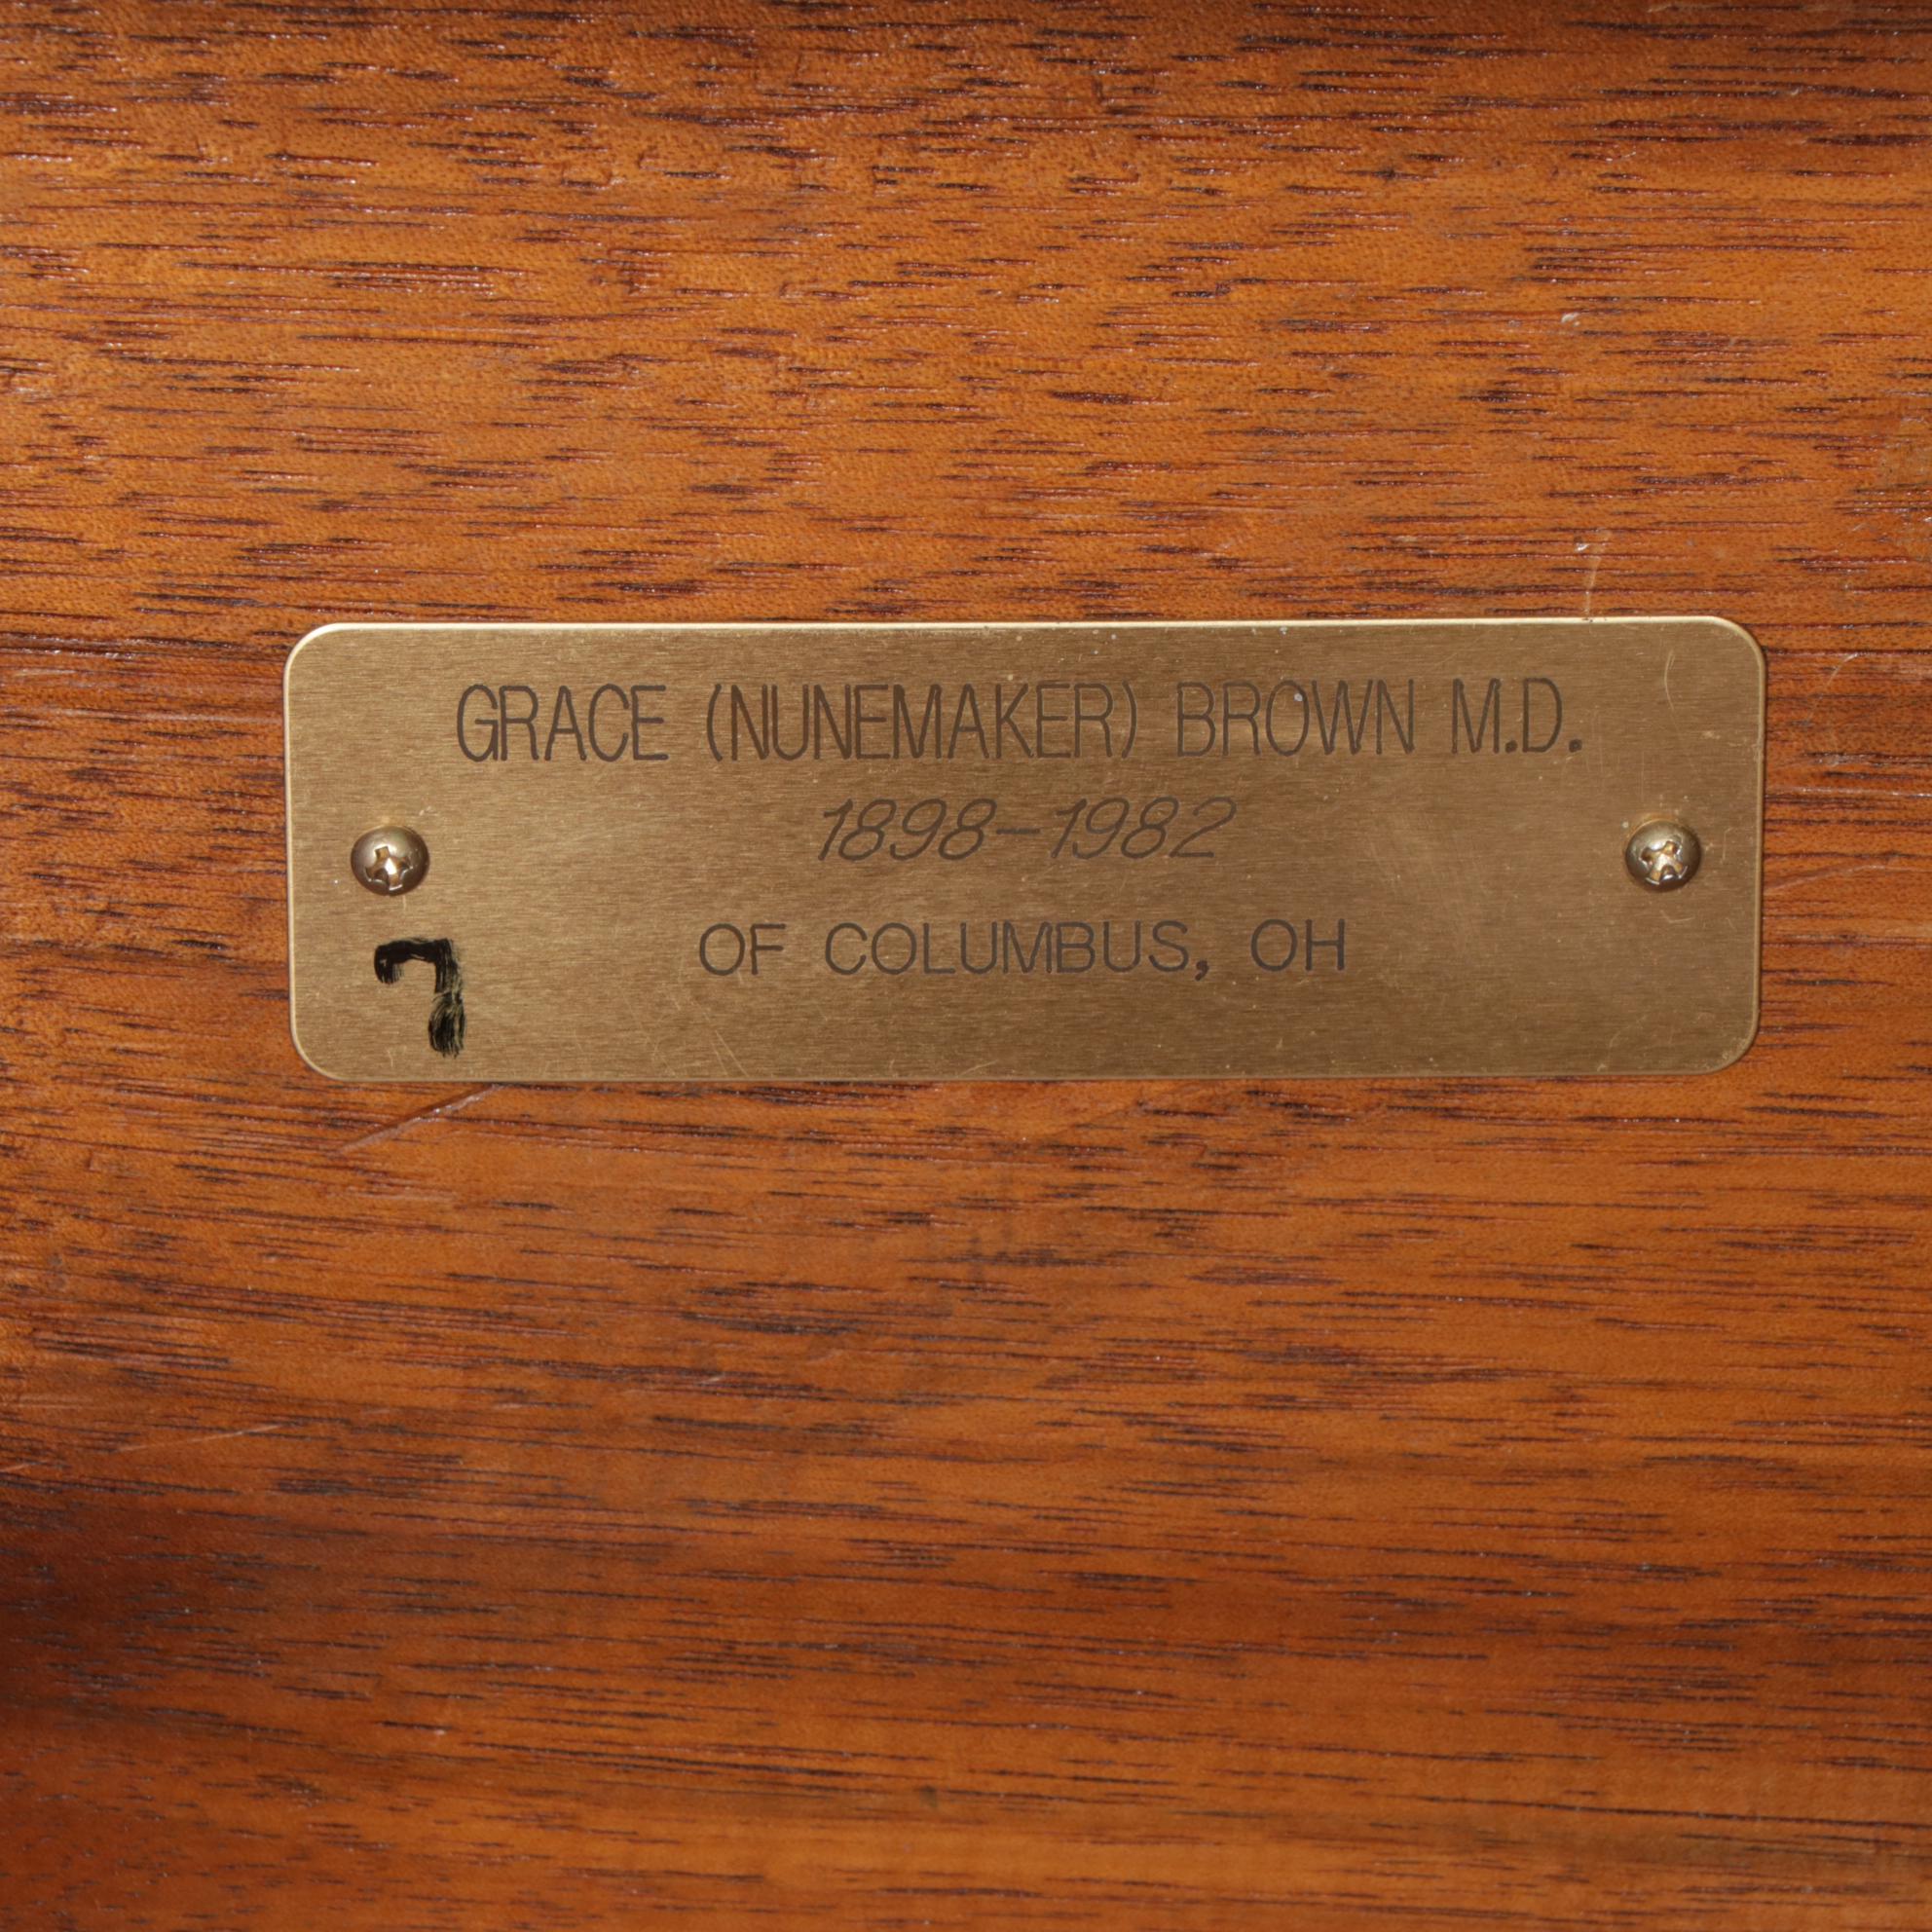 GRACE (NUNEMAKER) BROWN M.D.
1898-1982
OF COLUMBUS, OH
7